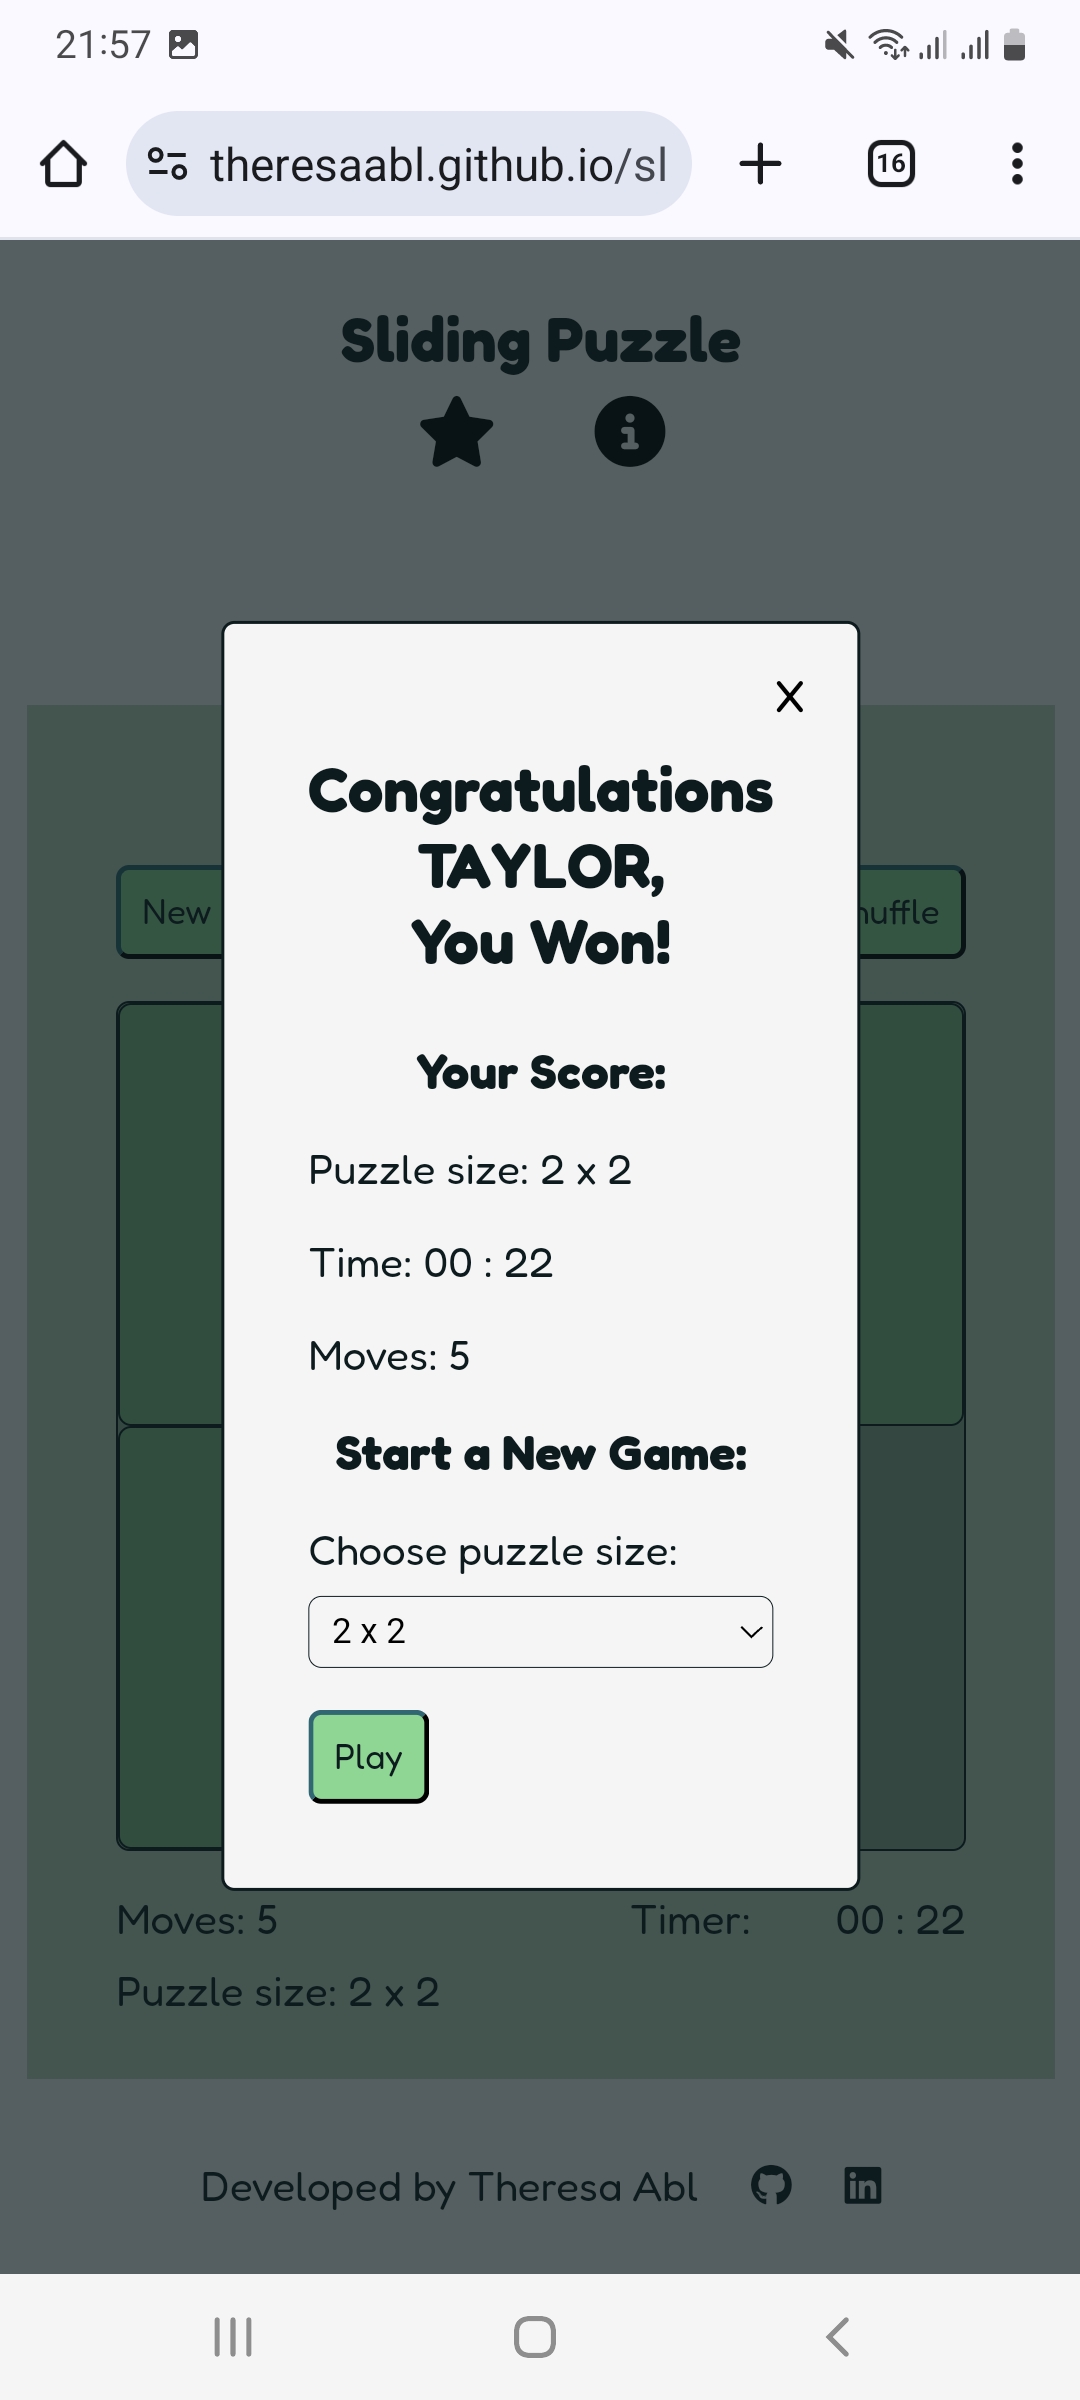 21:57
theresaabl.github.io/sl
16
Sliding Puzzle
X
Congratulations
TAYLOR,
You Won!
New
huffle
Your Score:
Puzzle size: 2 x 2
Time: 00 : 22
Moves: 5
Start a New Game:
Choose puzzle size:
2 x 2
Play
Moves: 5 Timer: 00 : 22
Puzzle size: 2 x 2
Developed by Theresa Abl